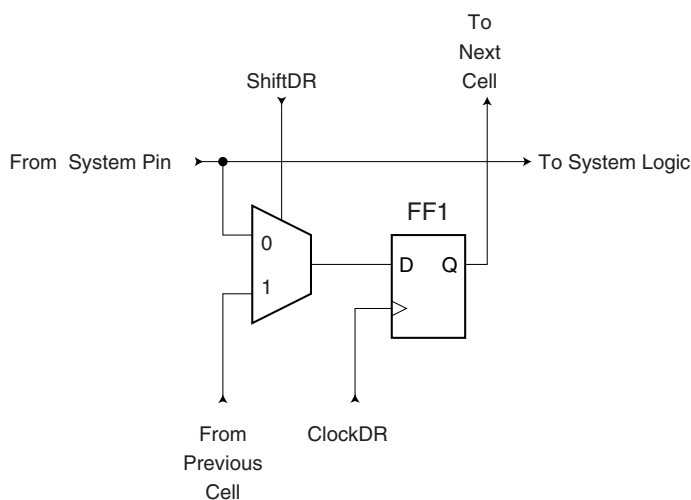 To
Next
Cell
ShiftDR
From System Pin
To System Logic
FF1
0
D Q
1
From
Previous
Cell
ClockDR